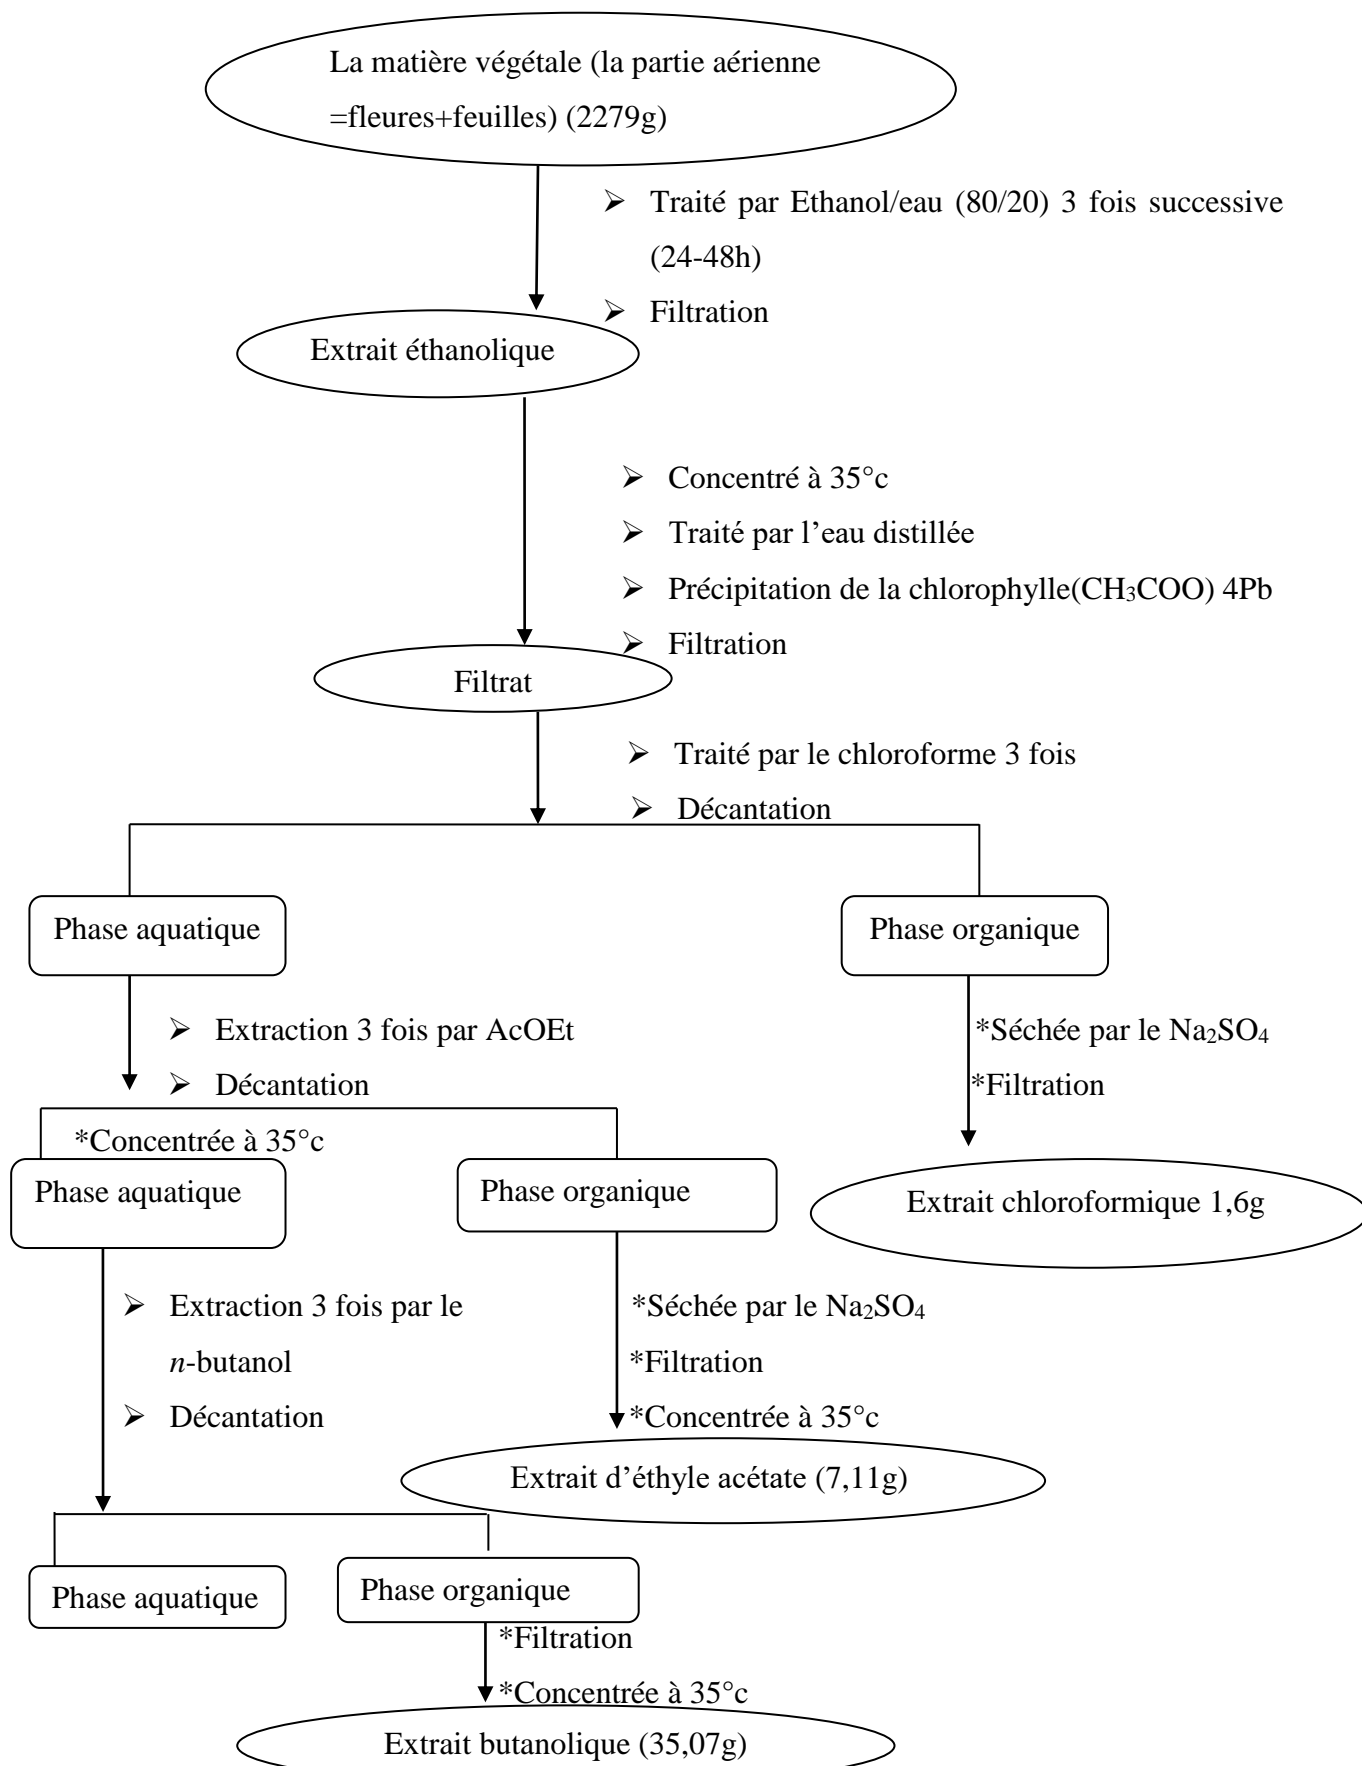 La matière végétale (la partie aérienne
=fleures+feuilles) (2279g)
➢ Traité par Ethanol/eau (80/20) 3 fois successive
(24-48h)
➢ Filtration
Extrait éthanolique
➢ Concentré à 35°c
➢ Traité par l’eau distillée
➢ Précipitation de la chlorophylle(CH₃COO) 4Pb
➢ Filtration
Filtrat
➢ Traité par le chloroforme 3 fois
➢ Décantation
Phase aquatique
Phase organique
➢ Extraction 3 fois par AcOEt
➢ Décantation
*Séchée par le Na₂SO₄
*Filtration
*Concentrée à 35°c
Phase aquatique
Phase organique
Extrait chloroformique 1,6g
➢ Extraction 3 fois par le
n-butanol
➢ Décantation
*Séchée par le Na₂SO₄
*Filtration
*Concentrée à 35°c
Extrait d’éthyle acétate (7,11g)
Phase aquatique
Phase organique
*Filtration
*Concentrée à 35°c
Extrait butanolique (35,07g)